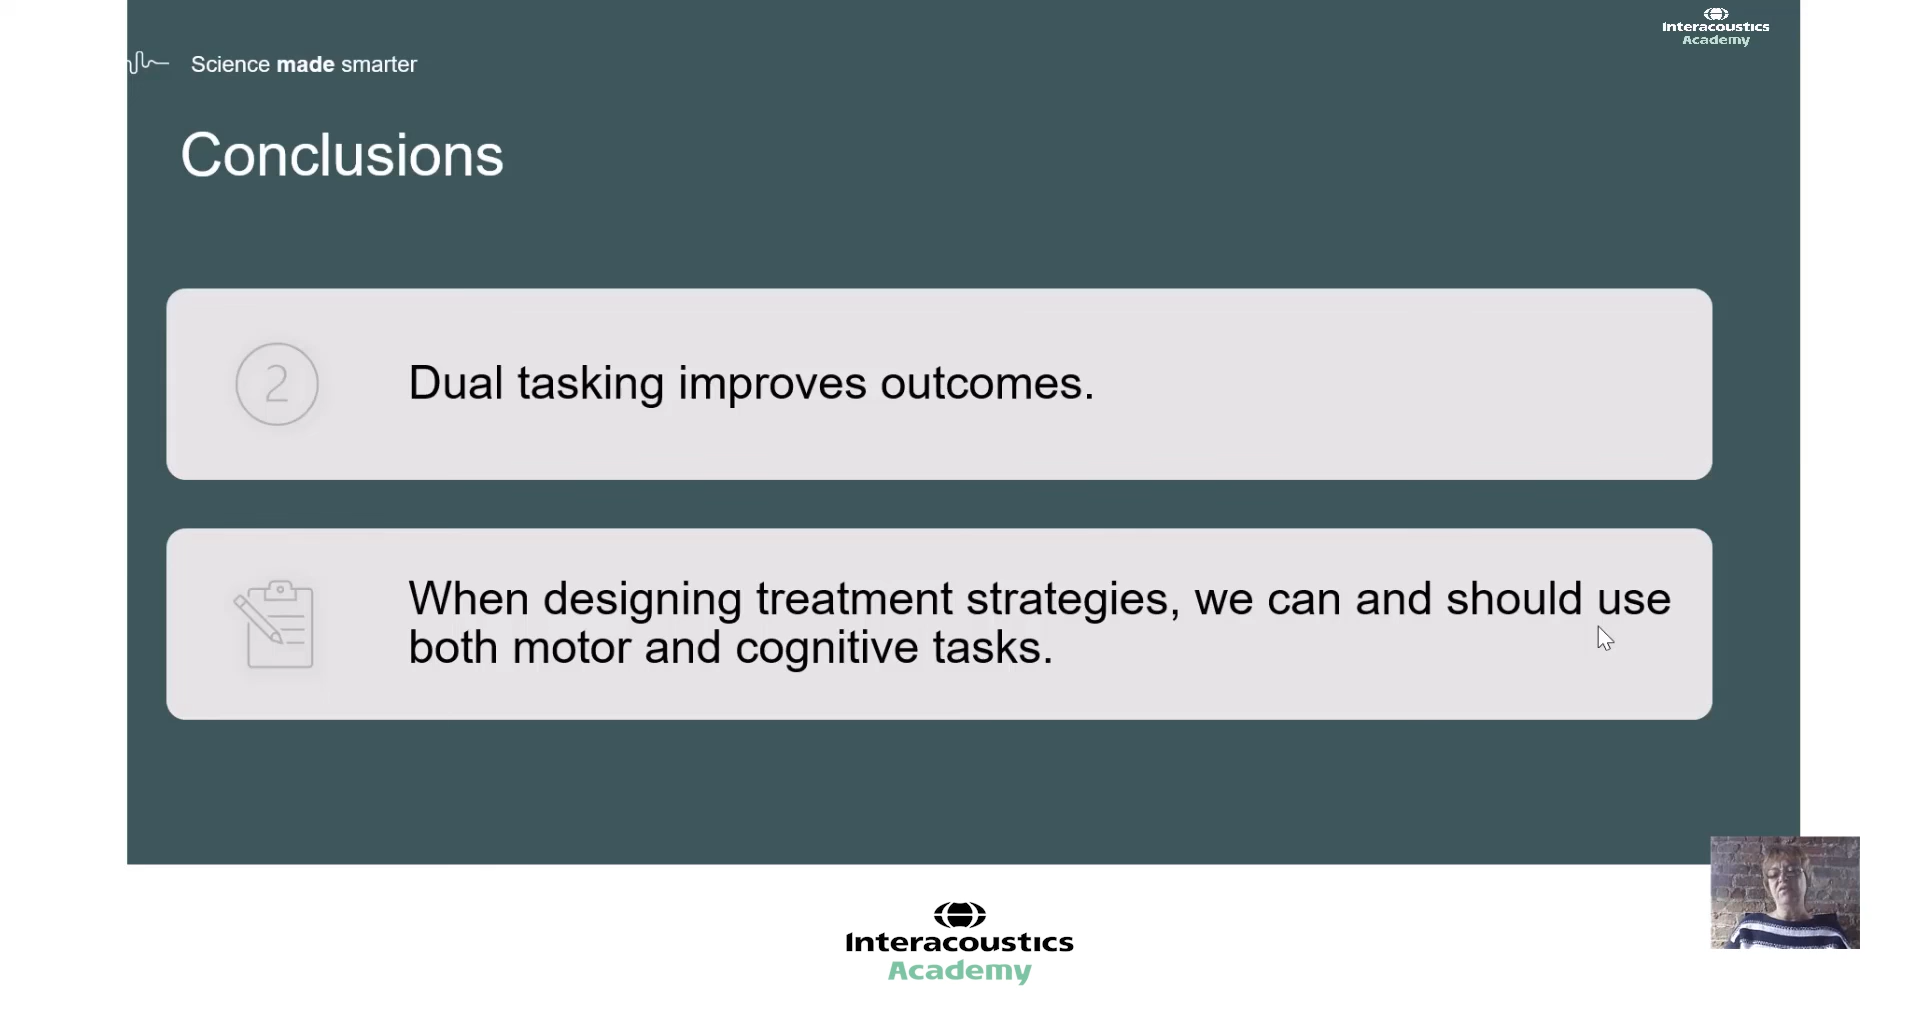 Interacoustics
Academy
Science made smarter
Conclusions
2
Dual tasking improves outcomes.
When designing treatment strategies, we can and should use
both motor and cognitive tasks.
Interacoustics
Academy